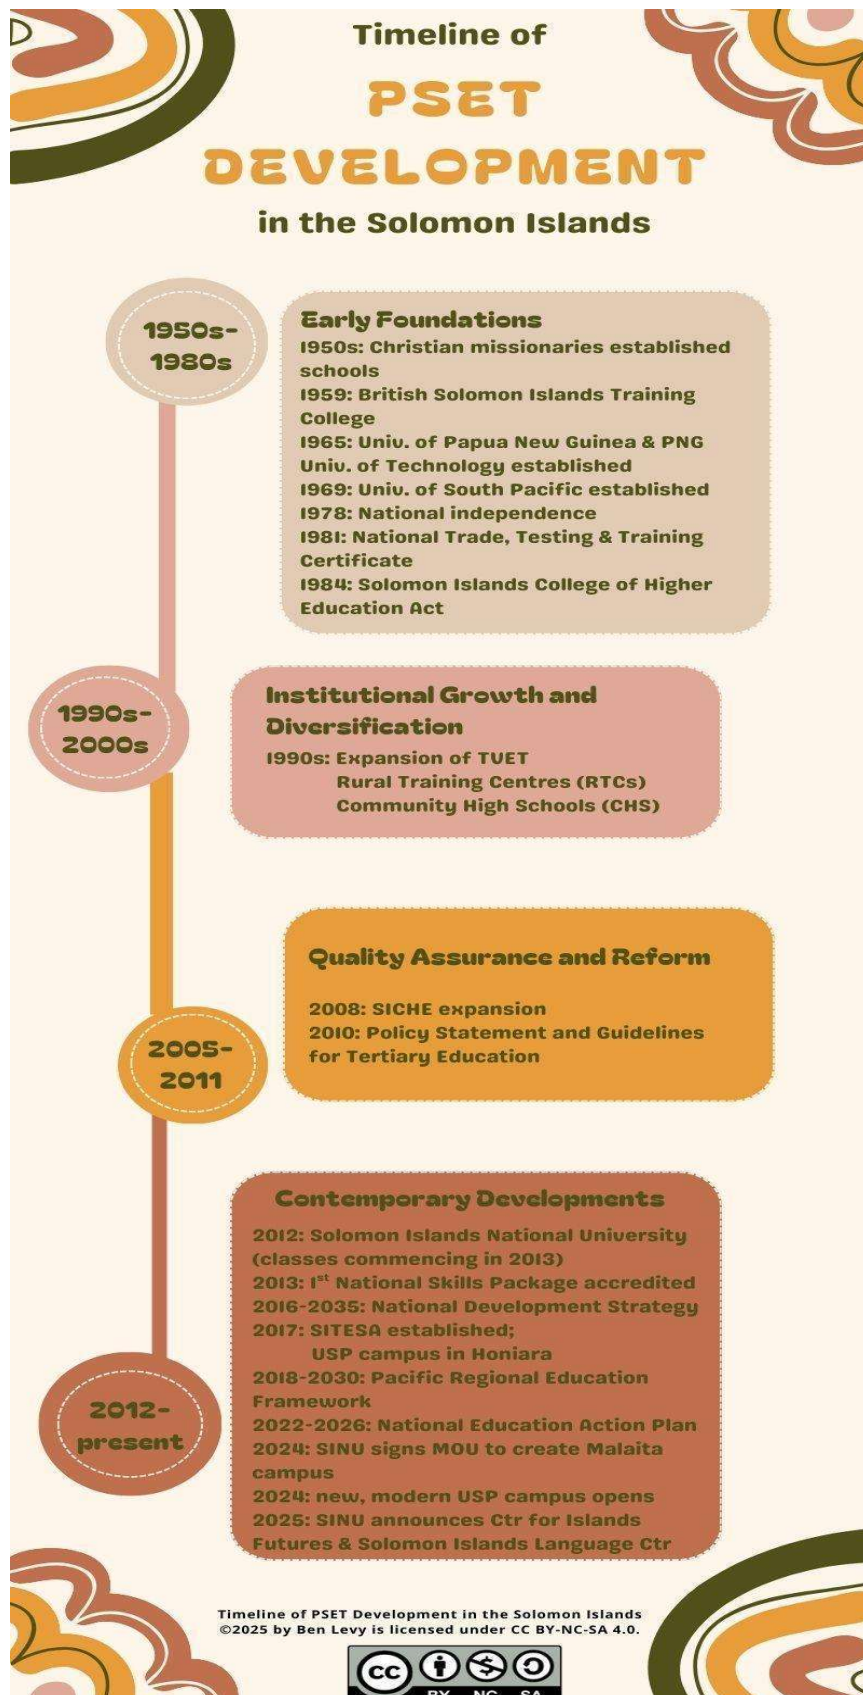 Timeline of
PSET
DEVELOPMENT
in the Solomon Islands
1950s-
1980s
Early Foundations
1950s: Christian missionaries established
schools
1959: British Solomon Islands Training
College
1965: Univ. of Papua New Guinea & PNG
Univ. of Technology established
1969: Univ. of South Pacific established
1978: National independence
1981: National Trade, Testing & Training
Certificate
1984: Solomon Islands College of Higher
Education Act
1990s-
2000s
Institutional Growth and
Diversification
1990s: Expansion of TVET
Rural Training Centres (RTCs)
Community High Schools (CHS)
2005-
2011
Quality Assurance and Reform
2008: SICHE expansion
2010: Policy Statement and Guidelines
for Tertiary Education
2012-
present
Contemporary Developments
2012: Solomon Islands National University
(classes commencing in 2013)
2013: 1st National Skills Package accredited
2016-2035: National Development Strategy
2017: SITESA established;
USP campus in Honiara
2018-2030: Pacific Regional Education
Framework
2022-2026: National Education Action Plan
2024: SINU signs MOU to create Malaita
campus
2024: new, modern USP campus opens
2025: SINU announces Ctr for Islands
Futures & Solomon Islands Language Ctr
Timeline of PSET Development in the Solomon Islands
©2025 by Ben Levy is licensed under CC BY-NC-SA 4.0.
cc
BY NC SA